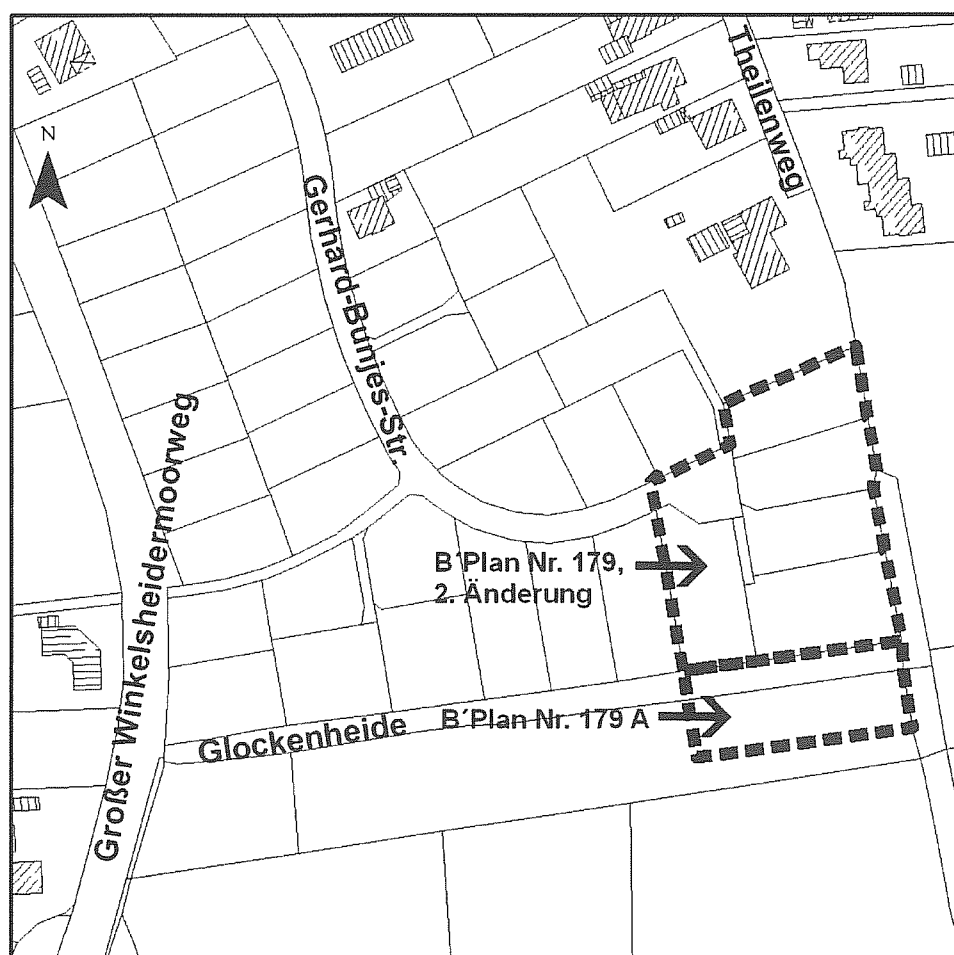 N
Theilenweg
Gerhard-Bunjes-Str.
Großer Winkelsheidermoorweg
B´Plan Nr. 179,
2. Änderung
Glockenheide
B´Plan Nr. 179 A